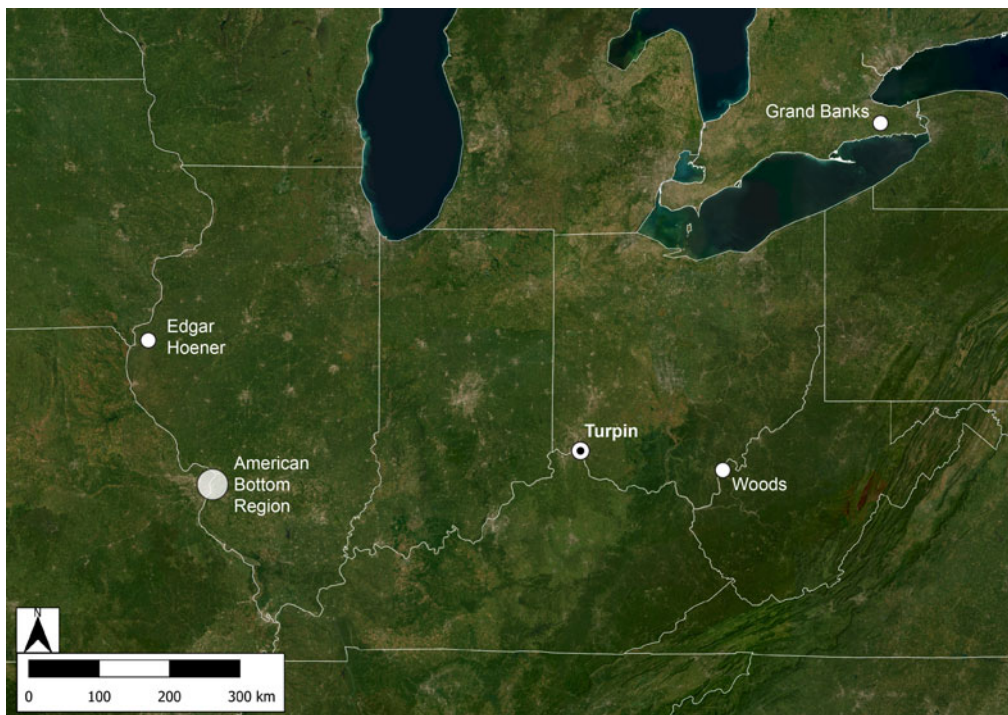 Grand Banks
Edgar
Hoener
Turpin
American
Bottom
Region
Woods
N
0 100 200 300 km